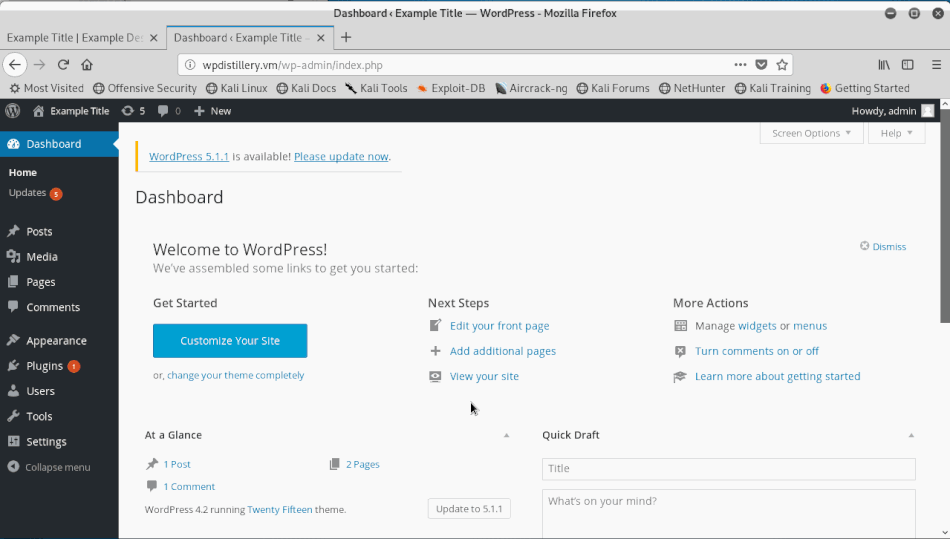 Dashboard ‹ Example Title — WordPress - Mozilla Firefox
Example Title | Example De
Dashboard ‹ Example Title –
wpdistillery.vm/wp-admin/index.php
Most Visited Offensive Security Kali Linux Kali Docs Kali Tools Exploit-DB Aircrack-ng Kali Forums NetHunter Kali Training Getting Started
Example Title 5 0 New Howdy, admin
Screen Options Help
Dashboard
Home
Updates 5
Posts
Media
Pages
Comments
Appearance
Plugins 1
Users
Tools
Settings
Collapse menu
WordPress 5.1.1 is available! Please update now.
Dashboard
Welcome to WordPress!
Dismiss
We've assembled some links to get you started:
Get Started
Customize Your Site
or, change your theme completely
Next Steps
Edit your front page
Add additional pages
View your site
More Actions
Manage widgets or menus
Turn comments on or off
Learn more about getting started
At a Glance
1 Post 2 Pages
1 Comment
WordPress 4.2 running Twenty Fifteen theme.
Update to 5.1.1
Quick Draft
Title
What's on your mind?